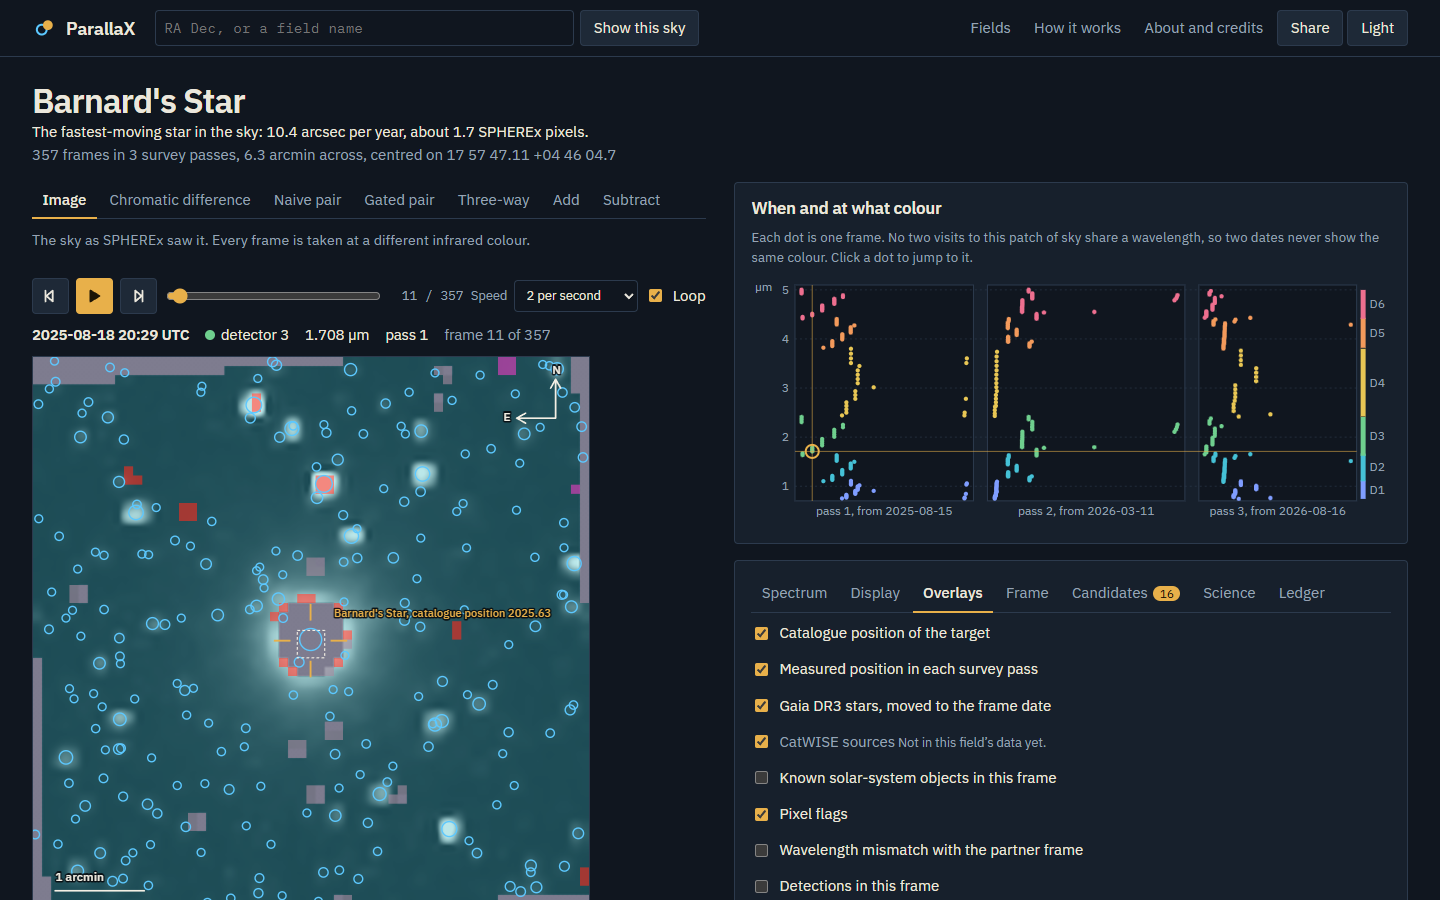 ParallaX
RA Dec, or a field name
Show this sky
Fields
How it works
About and credits
Share
Light
Barnard's Star
The fastest-moving star in the sky: 10.4 arcsec per year, about 1.7 SPHEREx pixels.
357 frames in 3 survey passes, 6.3 arcmin across, centred on 17 57 47.11 +04 46 04.7
Image
Chromatic difference
Naive pair
Gated pair
Three-way
Add
Subtract
The sky as SPHEREx saw it. Every frame is taken at a different infrared colour.
11 / 357
Speed
2 per second
Loop
2025-08-18 20:29 UTC
detector 3
1.708 µm
pass 1
frame 11 of 357
N
E
Barnard's Star, catalogue position 2025.63
1 arcmin
When and at what colour
Each dot is one frame. No two visits to this patch of sky share a wavelength, so two dates never show the
same colour. Click a dot to jump to it.
µm
5
4
3
2
1
D6
D5
D4
D3
D2
D1
pass 1, from 2025-08-15
pass 2, from 2026-03-11
pass 3, from 2026-08-16
Spectrum
Display
Overlays
Frame
Candidates 16
Science
Ledger
Catalogue position of the target
Measured position in each survey pass
Gaia DR3 stars, moved to the frame date
CatWISE sources Not in this field's data yet.
Known solar-system objects in this frame
Pixel flags
Wavelength mismatch with the partner frame
Detections in this frame